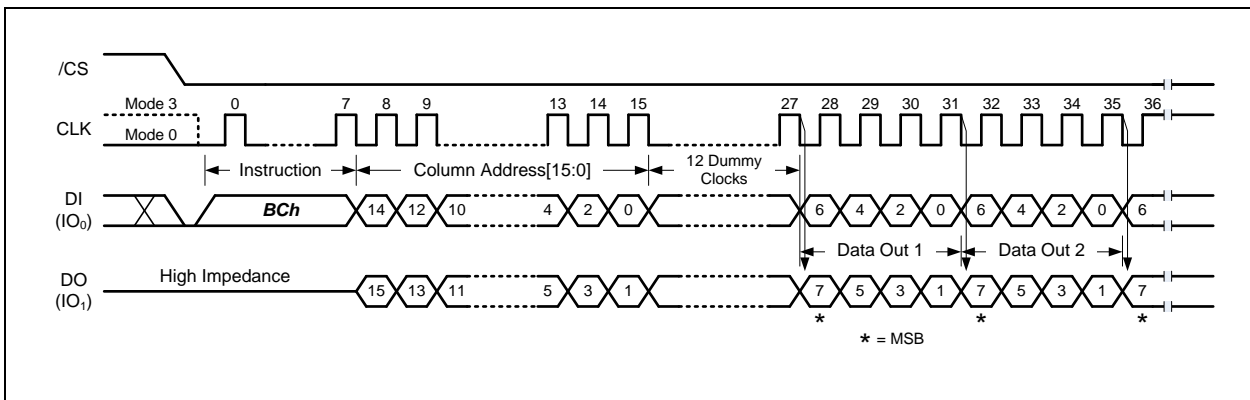 /CS
Mode 3 0 7 8 9 13 14 15 27 28 29 30 31 32 33 34 35 36
CLK Mode 0
Instruction Column Address[15:0] 12 Dummy
Clocks
DI BCh 14 12 10 4 2 0 6 4 2 0 6 4 2 0 6
(IO0)
Data Out 1 Data Out 2
DO High Impedance 15 13 11 5 3 1 7 5 3 1 7 5 3 1 7
(IO1)
* * *
* = MSB